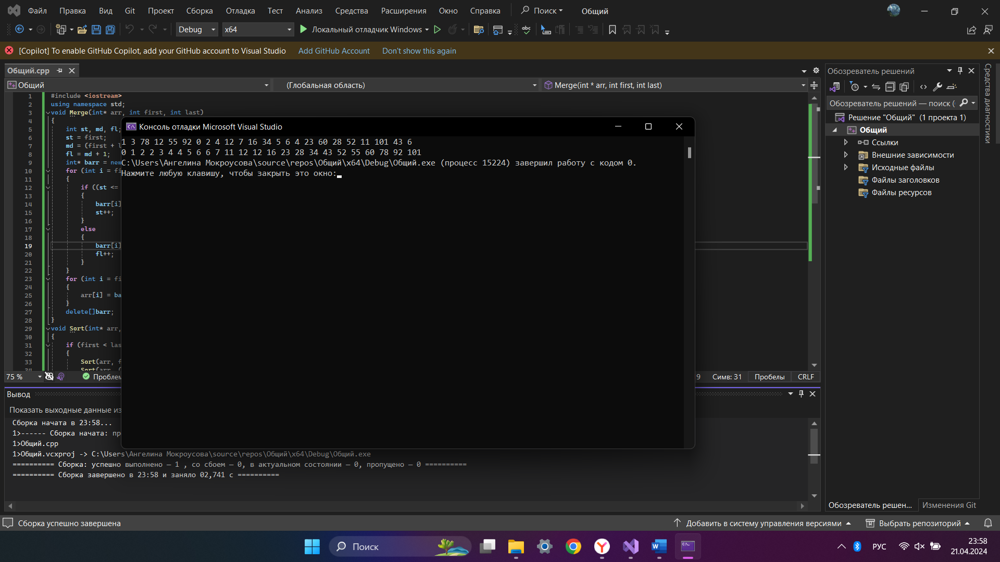 Файл Правка Вид Git Проект Сборка Отладка Тест Анализ Средства Расширения Окно Справка Поиск Общий
Debug x64 Локальный отладчик Windows
[Copilot] To enable GitHub Copilot, add your GitHub account to Visual Studio Add GitHub Account Don't show this again
Общий.cpp
Общий (Глобальная область) Merge(int * arr, int first, int last)
1 #include <iostream>
2 using namespace std;
3 void Merge(int* arr, int first, int last)
4 {
5 int st, md, fl;
6 st = first;
7 md = (first + l
8 fl = md + 1;
9 int* barr = new
10 for (int i = fi
11 {
12 if ((st <=
13 {
14 barr[i]
15 st++;
16 }
17 else
18 {
19 barr[i]
20 fl++;
21 }
22 }
23 for (int i = fi
24 {
25 arr[i] = ba
26 }
27 delete[]barr;
28 }
29 void Sort(int* arr,
30 {
31 if (first < las
32 {
33 Sort(arr, f
34 Sort(arr, (
Консоль отладки Microsoft Visual Studio
1 3 78 12 55 92 0 2 4 12 7 16 34 5 6 4 23 60 28 52 11 101 43 6
0 1 2 2 3 4 4 5 6 6 7 11 12 12 16 23 28 34 43 52 55 60 78 92 101
C:\Users\Ангелина Мокроусова\source\repos\Общий\x64\Debug\Общий.exe (процесс 15224) завершил работу с кодом 0.
Нажмите любую клавишу, чтобы закрыть это окно:
75 % Проблем 9 Симв: 31 Пробелы CRLF
Вывод
Показать выходные данные из
Сборка начата в 23:58...
1>------ Сборка начата: пр
1>Общий.cpp
1>Общий.vcxproj -> C:\Users\Ангелина Мокроусова\source\repos\Общий\x64\Debug\Общий.exe
========== Сборка: успешно выполнено — 1 , со сбоем — 0, в актуальном состоянии — 0, пропущено — 0 ==========
========== Сборка завершено в 23:58 и заняло 02,741 с ==========
Обозреватель решений
Обозреватель решений — поиск (
Решение "Общий" (1 проекта 1)
Общий
Ссылки
Внешние зависимости
Исходные файлы
Файлы заголовков
Файлы ресурсов
Обозреватель решен... Изменения Git
Средства диагностики
Сборка успешно завершена Добавить в систему управления версиями Выбрать репозиторий
Поиск РУС 23:58
21.04.2024